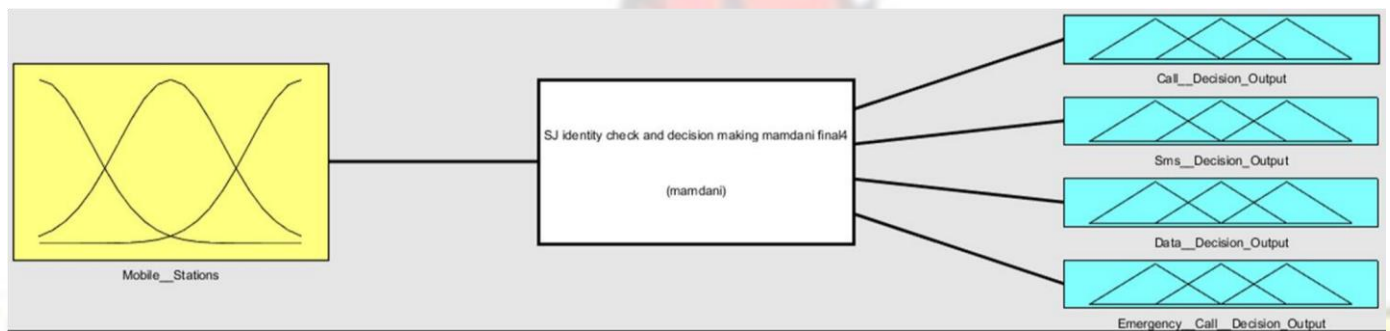 Call__Decision_Output
SJ identity check and decision making mamdani final4
Sms__Decision_Output
(mamdani)
Data__Decision_Output
Mobile__Stations
Emergency__Call__Decision_Output